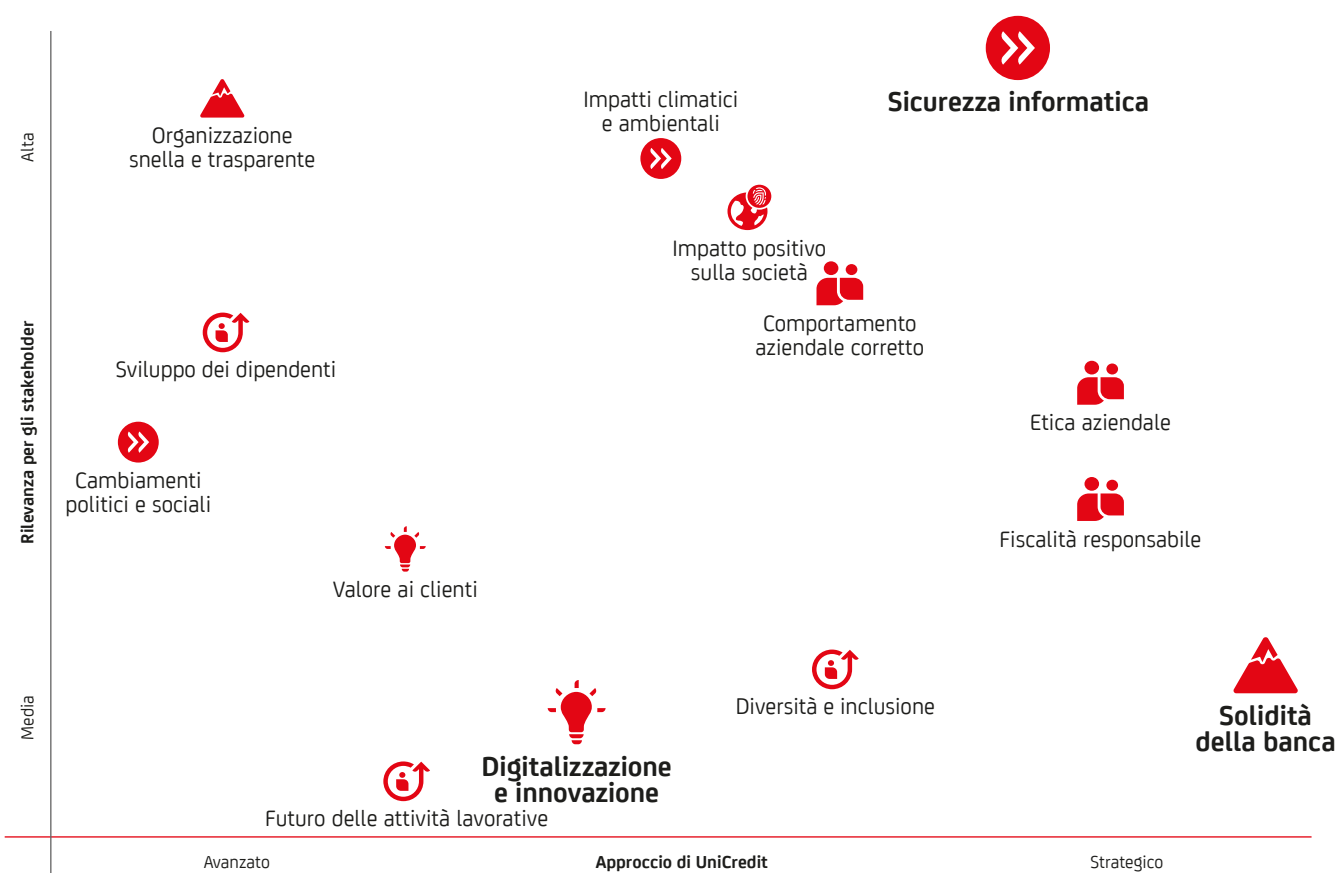 Sicurezza informatica
Impatti climatici
e ambientali
Alta
Organizzazione
snella e trasparente
Impatto positivo
sulla società
Comportamento
aziendale corretto
Sviluppo dei dipendenti
Etica aziendale
Rilevanza per gli stakeholder
Cambiamenti
politici e sociali
Fiscalità responsabile
Valore ai clienti
Diversità e inclusione
Media
Solidità
della banca
Digitalizzazione
e innovazione
Futuro delle attività lavorative
Avanzato
Approccio di UniCredit
Strategico